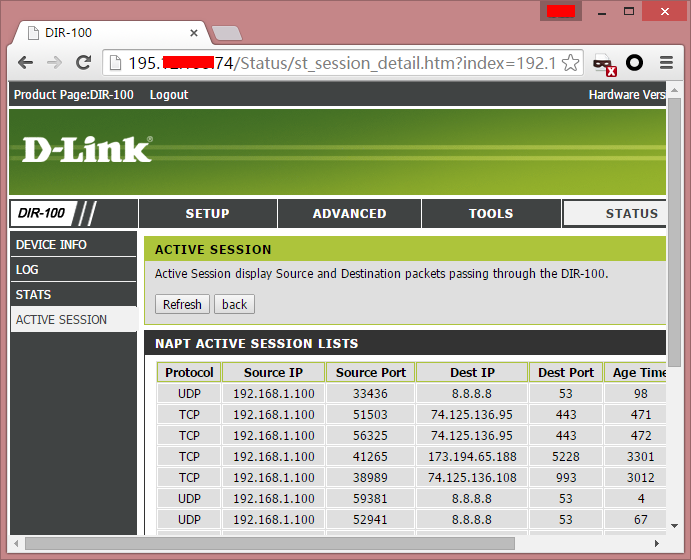 DIR-100
195.
74/Status/st_session_detail.htm?index=192.1
Product Page:DIR-100 Logout Hardware Vers
D-Link®
DIR-100 SETUP ADVANCED TOOLS STATUS
DEVICE INFO
LOG
STATS
ACTIVE SESSION
ACTIVE SESSION
Active Session display Source and Destination packets passing through the DIR-100.
Refresh back
NAPT ACTIVE SESSION LISTS
Protocol Source IP Source Port Dest IP Dest Port Age Time
UDP 192.168.1.100 33436 8.8.8.8 53 98
TCP 192.168.1.100 51503 74.125.136.95 443 471
TCP 192.168.1.100 56325 74.125.136.95 443 472
TCP 192.168.1.100 41265 173.194.65.188 5228 3301
TCP 192.168.1.100 38989 74.125.136.108 993 3012
UDP 192.168.1.100 59381 8.8.8.8 53 4
UDP 192.168.1.100 52941 8.8.8.8 53 67